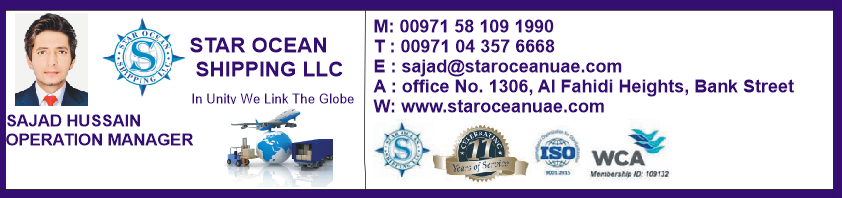 STAR OCEAN
SHIPPING LLC
STAR OCEAN
SHIPPING LLC
In Unity We Link The Globe
SAJAD HUSSAIN
OPERATION MANAGER
M: 00971 58 109 1990
T : 00971 04 357 6668
E : sajad@staroceanuae.com
A : office No. 1306, Al Fahidi Heights, Bank Street
W: www.staroceanuae.com
STAR OCEAN
CELEBRATING
11
Years of Service
ISO
9001:2015
WCA
Membership ID: 109132